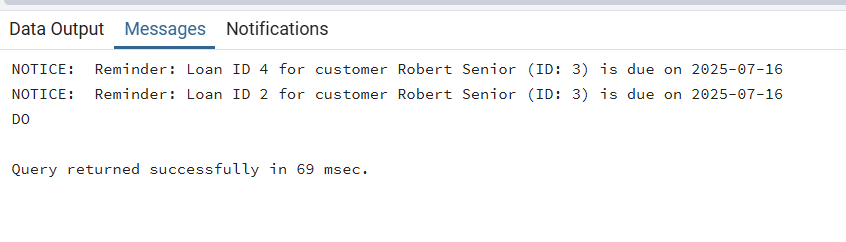 Data Output Messages Notifications
NOTICE:  Reminder: Loan ID 4 for customer Robert Senior (ID: 3) is due on 2025-07-16
NOTICE:  Reminder: Loan ID 2 for customer Robert Senior (ID: 3) is due on 2025-07-16
DO
Query returned successfully in 69 msec.